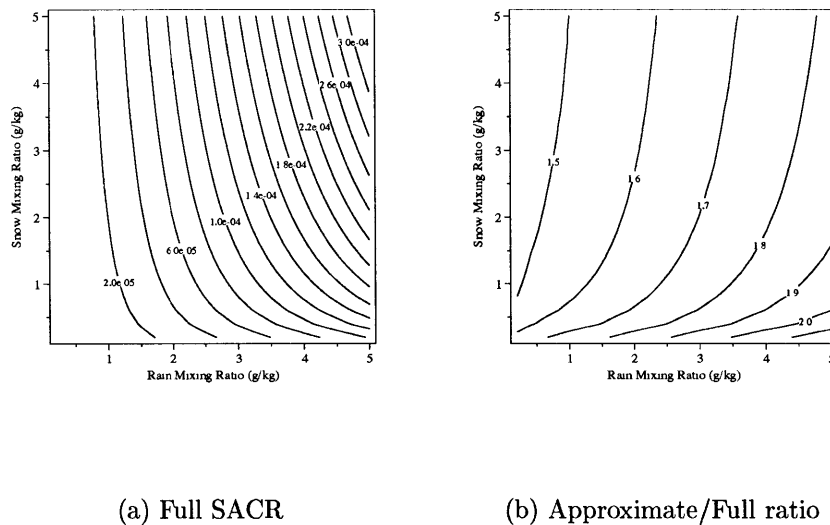 5
4
3
2
1
Snow Mixing Ratio (g/kg)
3 0e-04
2 6e 04
2 2e 04
1 8e-04
1 4e-04
1 0e-04
6 0e 05
2 0e 05
1 2 3 4 5
Rain Mixing Ratio (g/kg)
5
4
3
2
1
Snow Mixing Ratio (g/kg)
1.5
1.6
1.7
1 8
1 9
2 0
1 2 3 4
Rain Mixing Ratio (g/kg)
(a) Full SACR
(b) Approximate/Full ratio